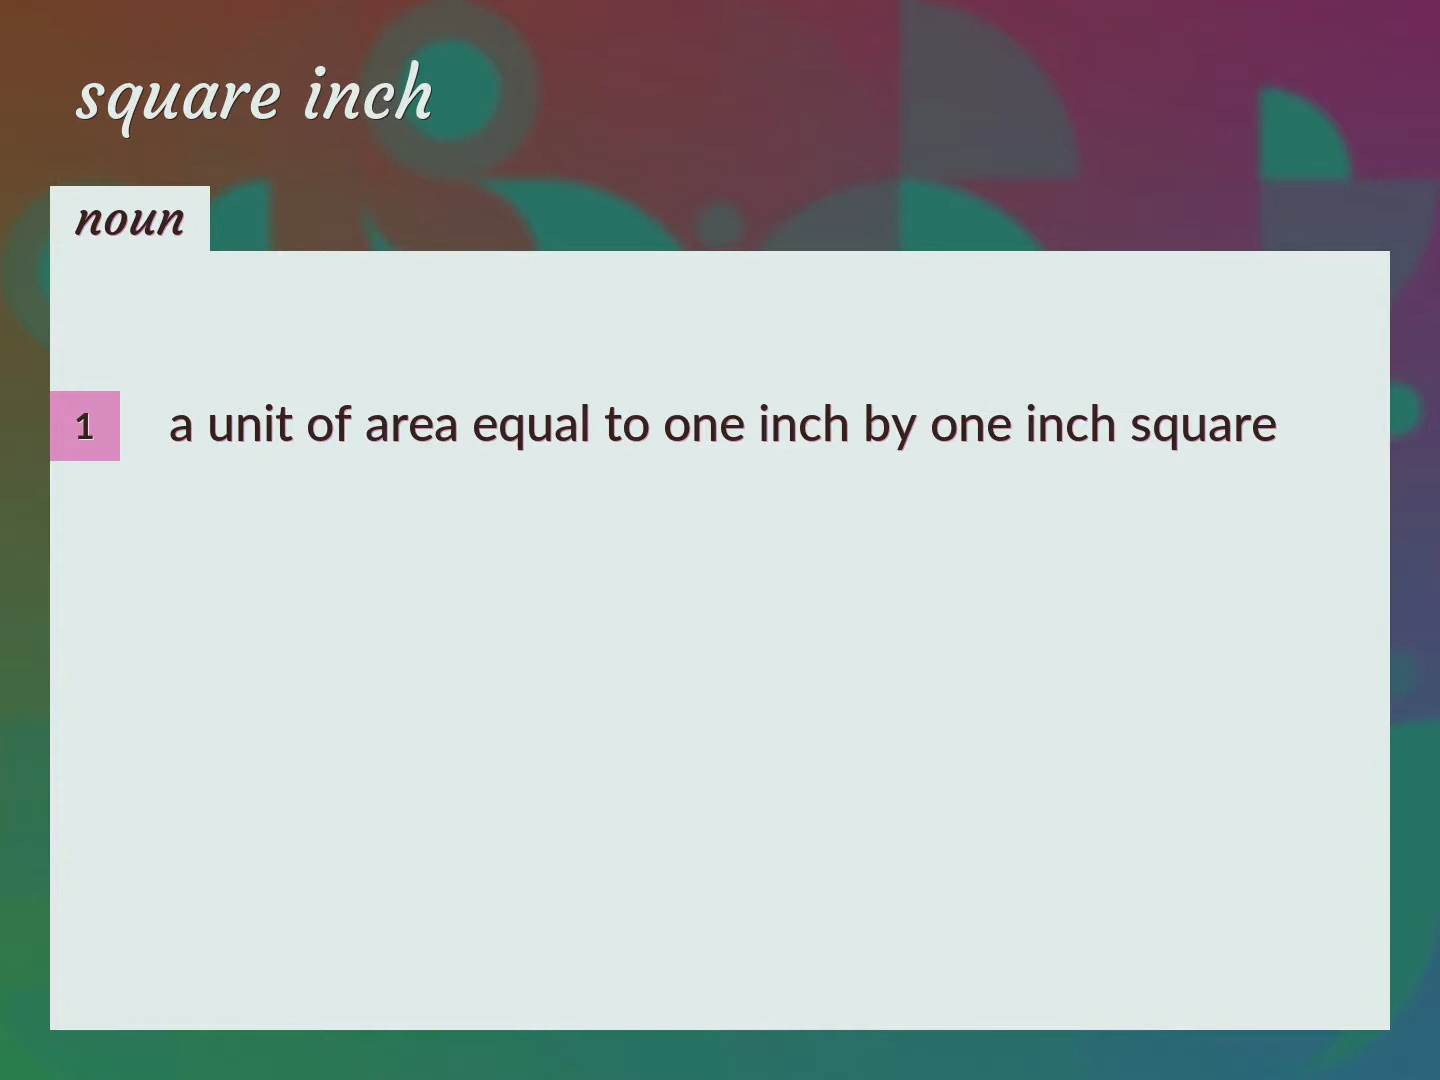 square inch
noun
1 a unit of area equal to one inch by one inch square